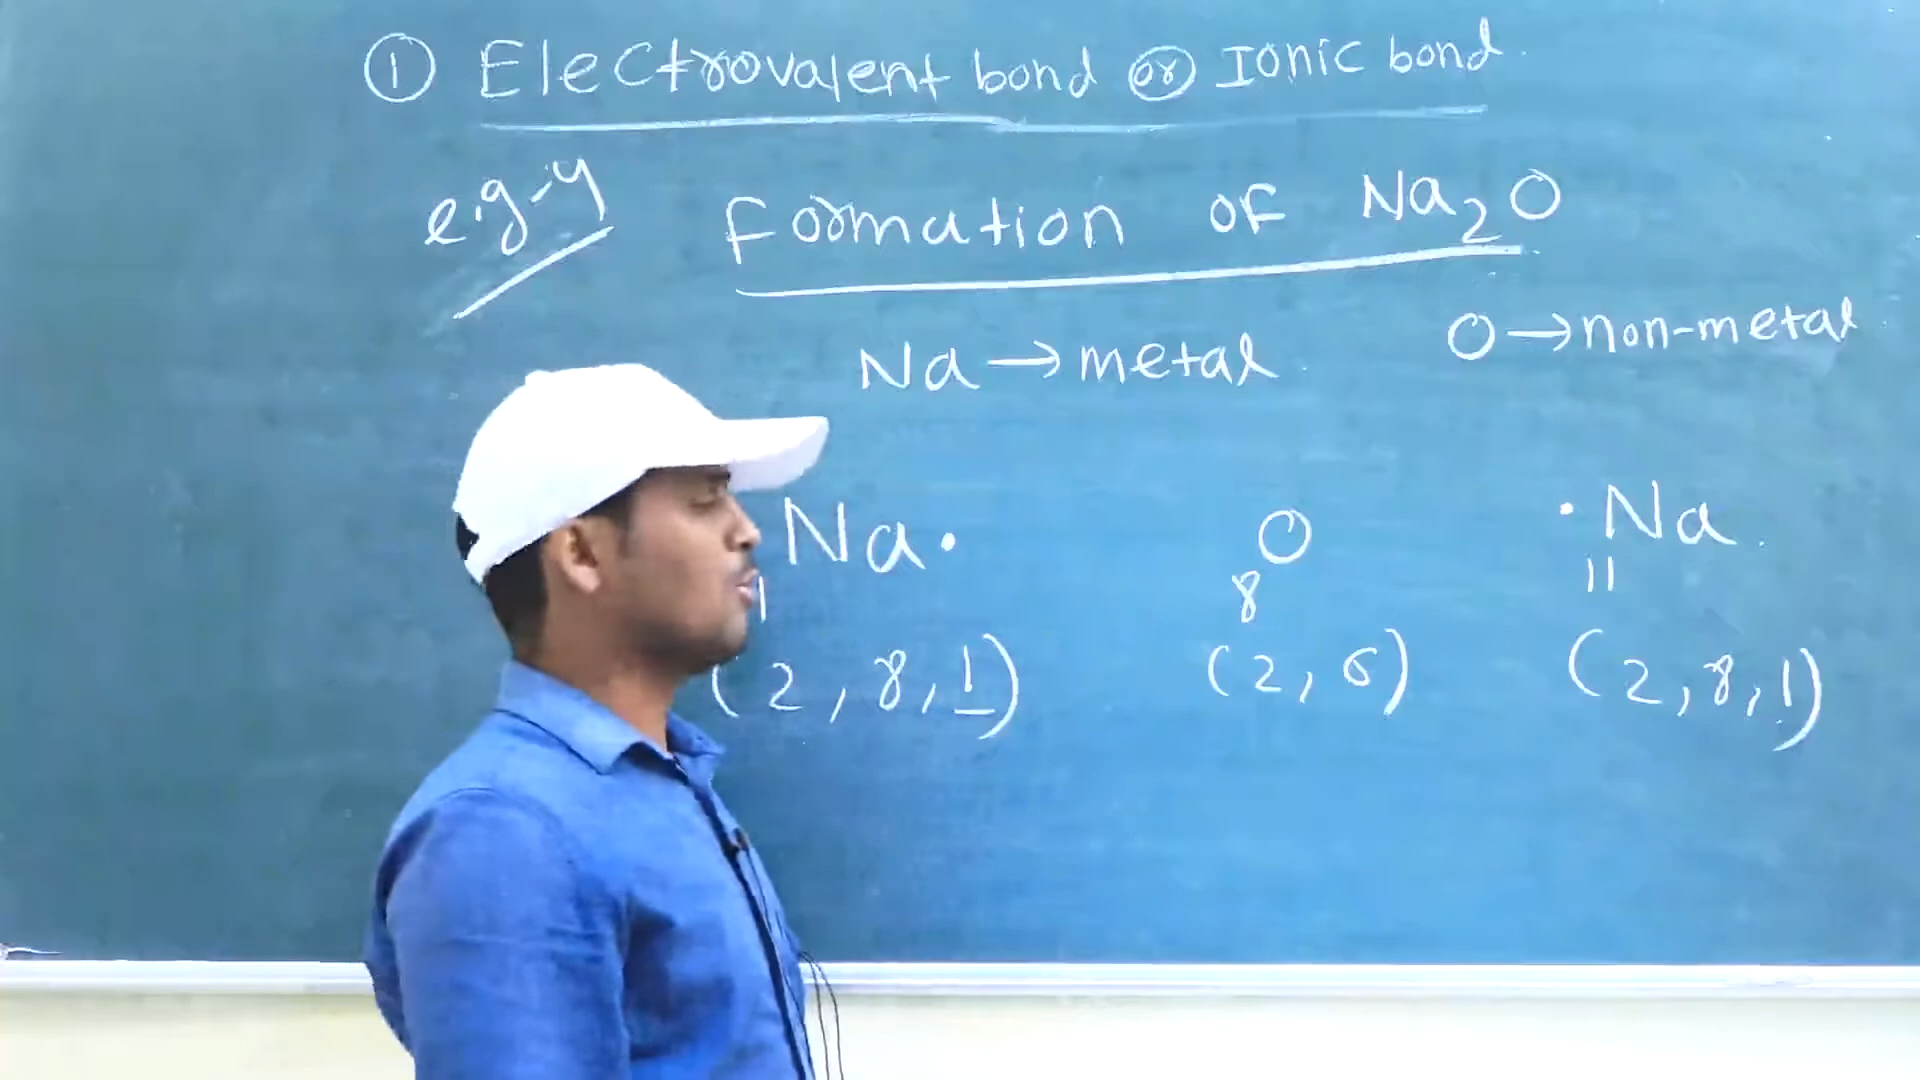 ① Electrovalent bond or Ionic bond.
e.g-4 Formation of Na₂O
Na → metal O → non-metal
Na· O ·Na
1 8 11
(2, 8, 1) (2, 6) (2, 8, 1)